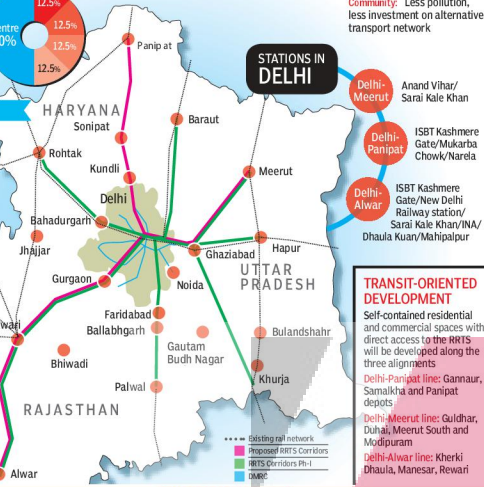 12.5%
12.5%
12.5%
12.5%
Community: Less pollution,
less investment on alternative
transport network
STATIONS IN
DELHI
Delhi-
Meerut
Anand Vihar/
Sarai Kale Khan
Delhi-
Panipat
ISBT Kashmere
Gate/Mukarba
Chowk/Narela
Delhi-
Alwar
ISBT Kashmere
Gate/New Delhi
Railway station/
Sarai Kale Khan/INA/
Dhaula Kuan/Mahipalpur
Panipat
HARYANA
Sonipat
Baraut
Rohtak
Kundli
Meerut
Delhi
Bahadurgarh
Jhajjar
Ghaziabad
Hapur
Gurgaon
Noida
UTTAR
PRADESH
Faridabad
Ballabhgarh
Gautam
Budh Nagar
Bulandshahr
Bhiwadi
Palwal
Khurja
RAJASTHAN
Alwar
Existing rail network
Proposed RRTS Corridors
RRTS Corridors Ph-I
DMRC
TRANSIT-ORIENTED
DEVELOPMENT
Self-contained residential
and commercial spaces with
direct access to the RRTS
will be developed along the
three alignments
Delhi-Panipat line: Gannaur,
Samalkha and Panipat
depots
Delhi-Meerut line: Guldhar,
Duhai, Meerut South and
Modipuram
Delhi-Alwar line: Kherki
Dhaula, Manesar, Rewari